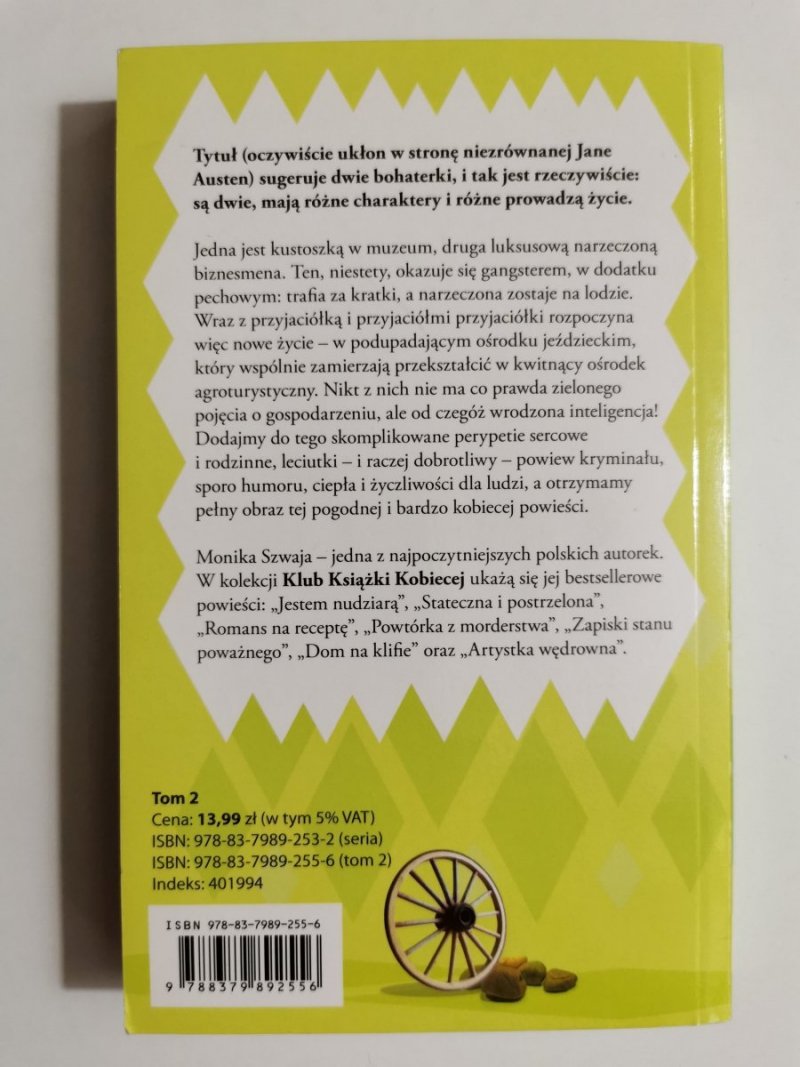 Tytuł (oczywiście ukłon w stronę niezrównanej Jane
Austen) sugeruje dwie bohaterki, i tak jest rzeczywiście:
są dwie, mają różne charaktery i różne prowadzą życie.
Jedna jest kustoszką w muzeum, druga luksusową narzeczoną
biznesmena. Ten, niestety, okazuje się gangsterem, w dodatku
pechowym: trafia za kratki, a narzeczona zostaje na lodzie.
Wraz z przyjaciółką i przyjaciółmi przyjaciółki rozpoczyna
więc nowe życie – w podupadającym ośrodku jeździeckim,
który wspólnie zamierzają przekształcić w kwitnący ośrodek
agroturystyczny. Nikt z nich nie ma co prawda zielonego
pojęcia o gospodarzeniu, ale od czegóż wrodzona inteligencja!
Dodajmy do tego skomplikowane perypetie sercowe
i rodzinne, leciutki – i raczej dobrotliwy – powiew kryminału,
sporo humoru, ciepła i życzliwości dla ludzi, a otrzymamy
pełny obraz tej pogodnej i bardzo kobiecej powieści.
Monika Szwaja – jedna z najpoczytniejszych polskich autorek.
W kolekcji Klub Książki Kobiecej ukażą się jej bestsellerowe
powieści: „Jestem nudziarą”, „Stateczna i postrzelona”,
„Romans na receptę”, „Powtórka z morderstwa”, „Zapiski stanu
poważnego”, „Dom na klifie” oraz „Artystka wędrowna”.
Tom 2
Cena: 13,99 zł (w tym 5% VAT)
ISBN: 978-83-7989-253-2 (seria)
ISBN: 978-83-7989-255-6 (tom 2)
Indeks: 401994
ISBN 978-83-7989-255-6
9 788379 892556